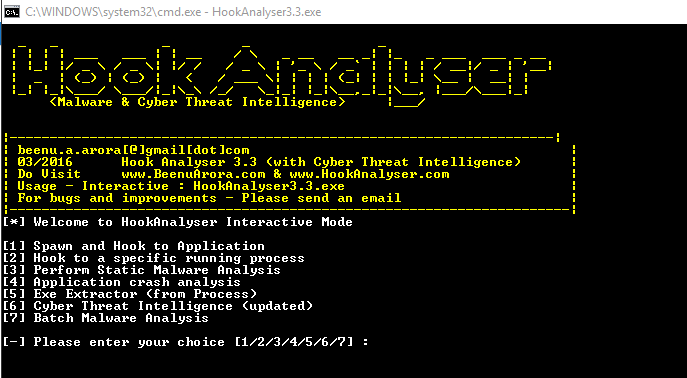 C:\WINDOWS\system32\cmd.exe - HookAnalyser3.3.exe
Hook Analyser
(Malware & Cyber Threat Intelligence)
beenu.a.arora[@]gmail[dot]com
03/2016 Hook Analyser 3.3 (with Cyber Threat Intelligence)
Do Visit www.BeenuArora.com & www.HookAnalyser.com
Usage - Interactive : HookAnalyser3.3.exe
For bugs and improvements - Please send an email
[*] Welcome to HookAnalyser Interactive Mode
[1] Spawn and Hook to Application
[2] Hook to a specific running process
[3] Perform Static Malware Analysis
[4] Application crash analysis
[5] Exe Extractor (from Process)
[6] Cyber Threat Intelligence (updated)
[7] Batch Malware Analysis
[-] Please enter your choice [1/2/3/4/5/6/7] :